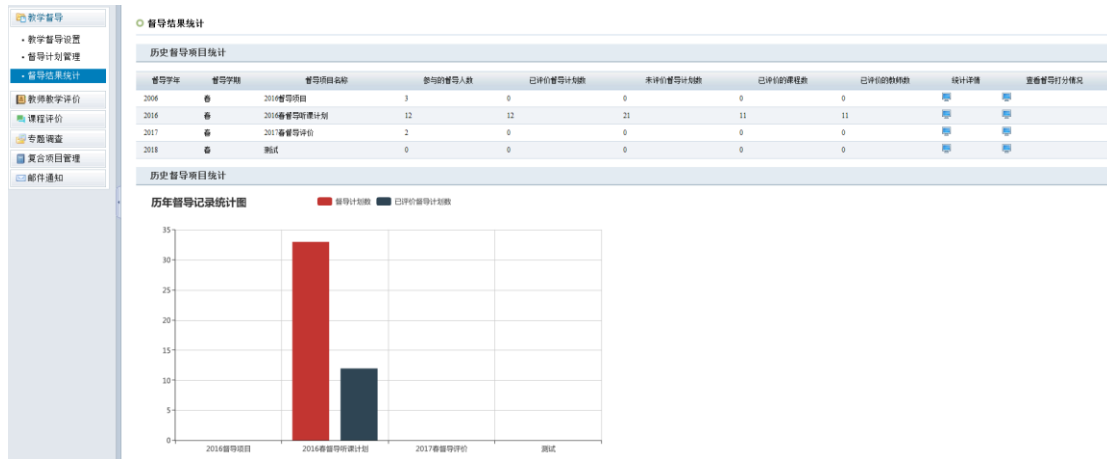 教学督导
教学督导设置
督导计划管理
督导结果统计
教师教学评价
课程评价
专题调查
复合项目管理
邮件通知
督导结果统计
历史督导项目统计
督导学年 督导学期 督导项目名称 参与的督导人数 已评价督导计划数 未评价督导计划数 已评价的课程数 已评价的教师数 统计详情 查看督导打分情况
2006 春 2016督导项目 3 0 0 0 0
2016 春 2016春督导听课计划 12 12 21 11 11
2017 春 2017春督导评价 2 0 0 0 0
2018 春 测试 0 0 0 0 0
历史督导项目统计
历年督导记录统计图 督导计划数 已评价督导计划数
35
30
25
20
15
10
5
0
2016督导项目 2016春督导听课计划 2017春督导评价 测试